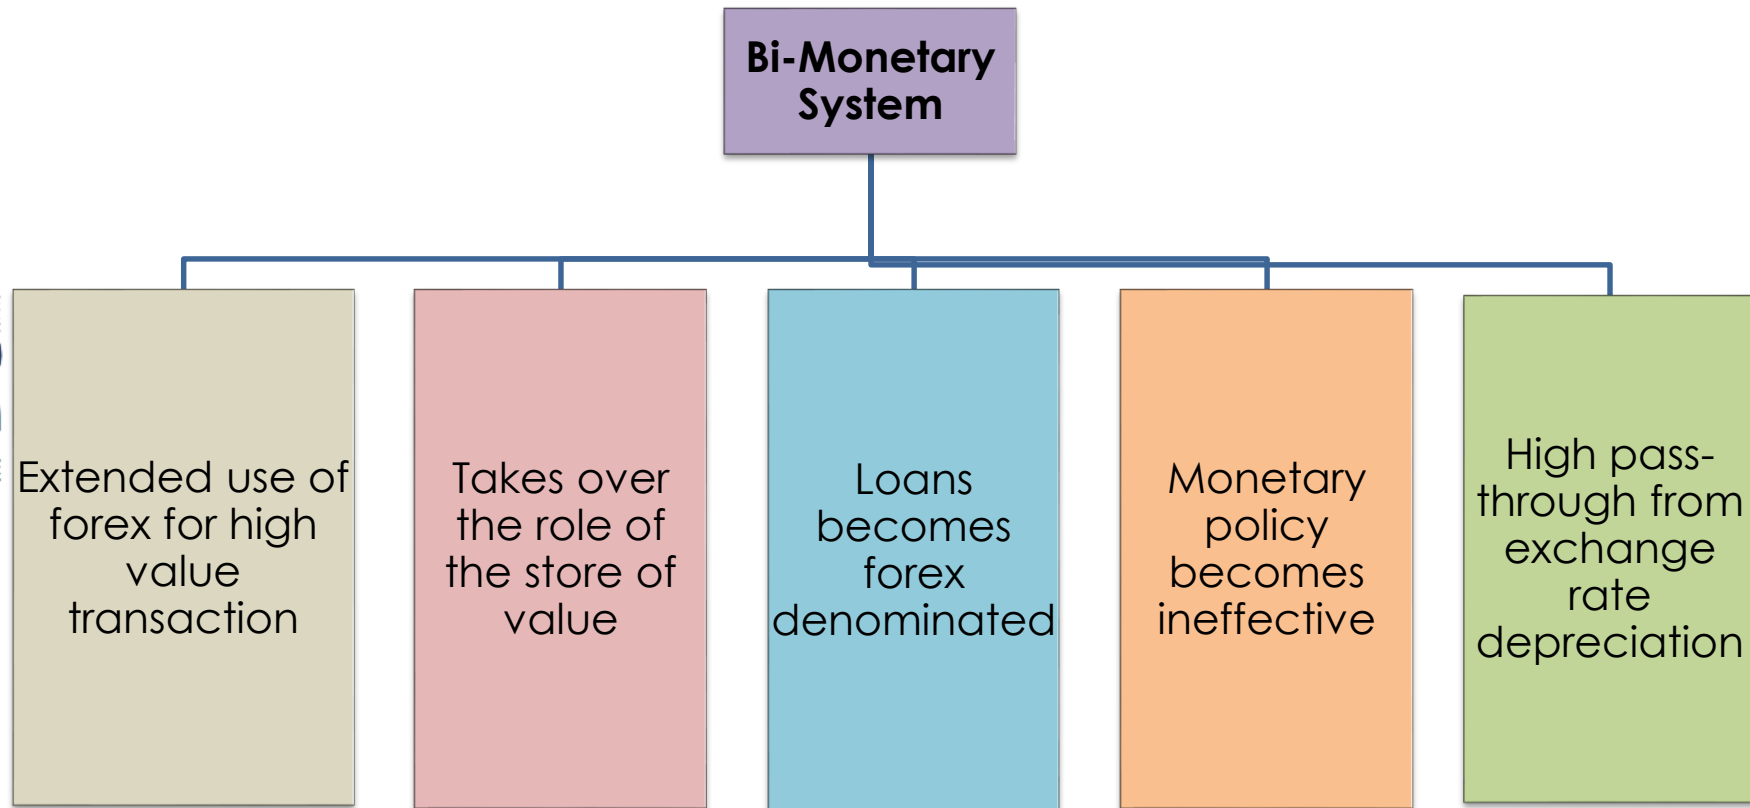 Bi-Monetary
System
Extended use of
forex for high
value
transaction
Takes over
the role of
the store of
value
Loans
becomes
forex
denominated
Monetary
policy
becomes
ineffective
High pass-
through from
exchange
rate
depreciation